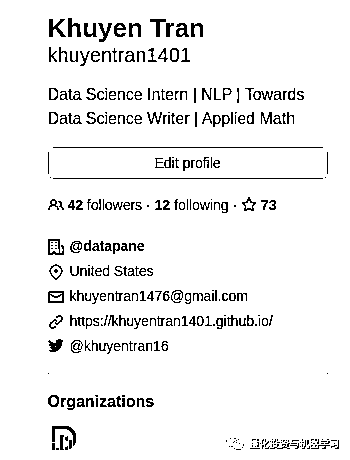 Khuyen Tran
khuyentran1401
Data Science Intern | NLP | Towards
Data Science Writer | Applied Math
Edit profile
42 followers · 12 following · 73
@datapane
United States
khuyentran1476@gmail.com
https://khuyentran1401.github.io/
@khuyentran16
Organizations
量化投资与机器学习